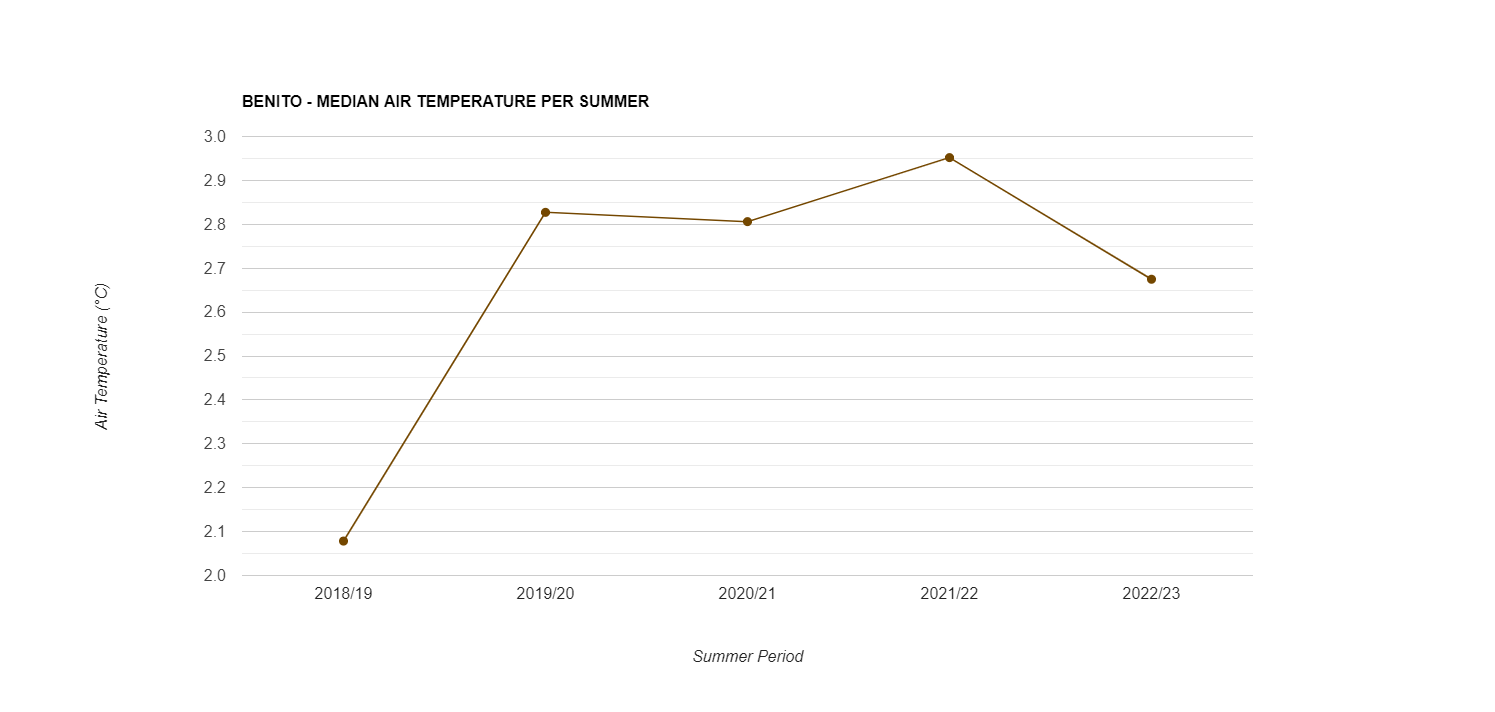 BENITO - MEDIAN AIR TEMPERATURE PER SUMMER
3.0
2.9
2.8
2.7
2.6
2.5
2.4
2.3
2.2
2.1
2.0
Air Temperature (°C)
2018/19 2019/20 2020/21 2021/22 2022/23
Summer Period